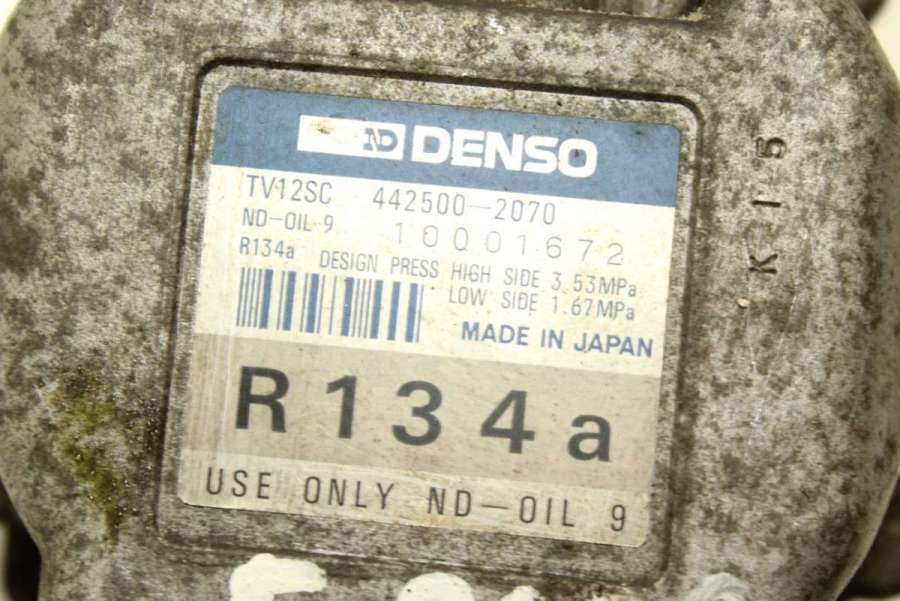 ND DENSO
TV12SC 442500-2070
ND-OIL 9 10001672
R134a DESIGN PRESS HIGH SIDE 3.53MPa
LOW SIDE 1.67MPa
MADE IN JAPAN
R134a
USE ONLY ND-OIL 9
K15